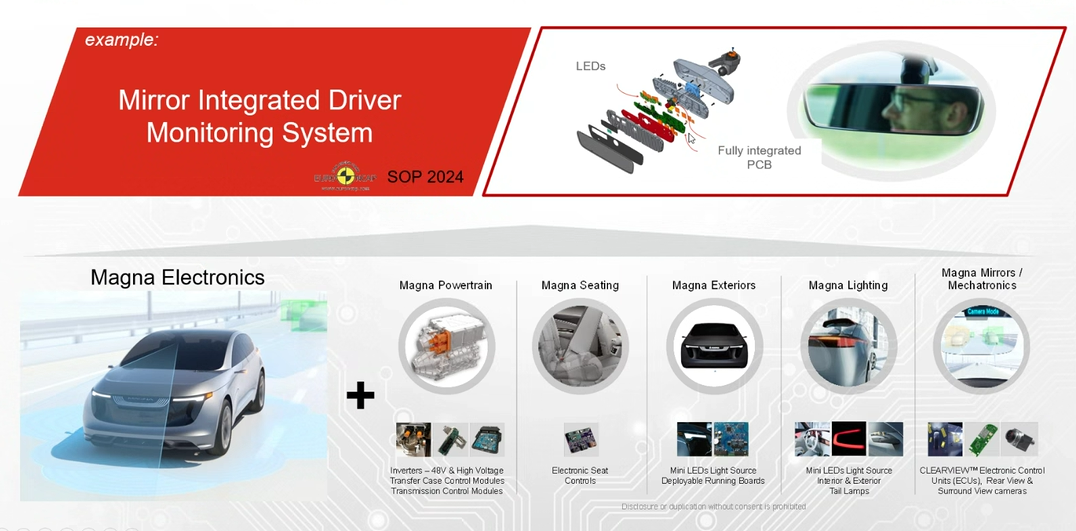 example:
Mirror Integrated Driver
Monitoring System
SOP 2024
LEDs
Fully integrated
PCB
Magna Electronics
+
Magna Powertrain
Inverters – 48V & High Voltage
Transfer Case Control Modules
Transmission Control Modules
Magna Seating
Electronic Seat
Controls
Magna Exteriors
Mini LEDs Light Source
Deployable Running Boards
Magna Lighting
Mini LEDs Light Source
Interior & Exterior
Tail Lamps
Magna Mirrors /
Mechatronics
Camera Mode
CLEARVIEW™ Electronic Control
Units (ECUs), Rear View &
Surround View cameras
Disclosure or duplication without consent is prohibited